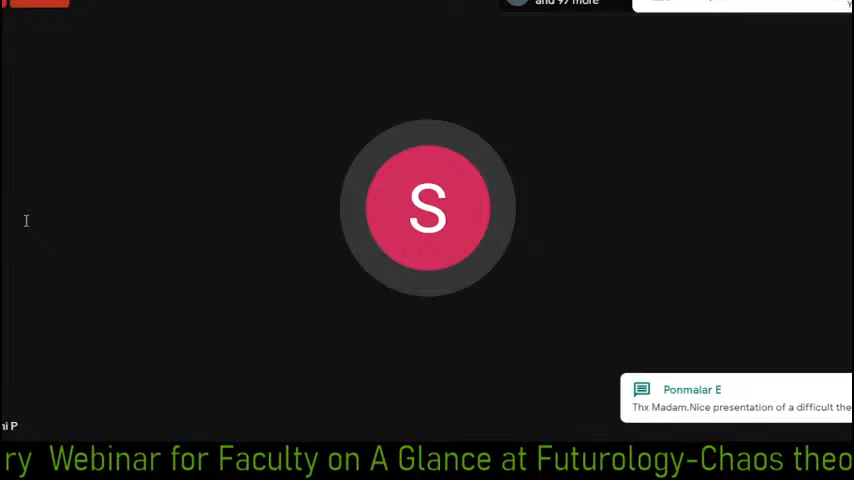 and 97 more
S
Ponmalar E
Thx Madam.Nice presentation of a difficult the
ni P
ry Webinar for Faculty on A Glance at Futurology-Chaos theo